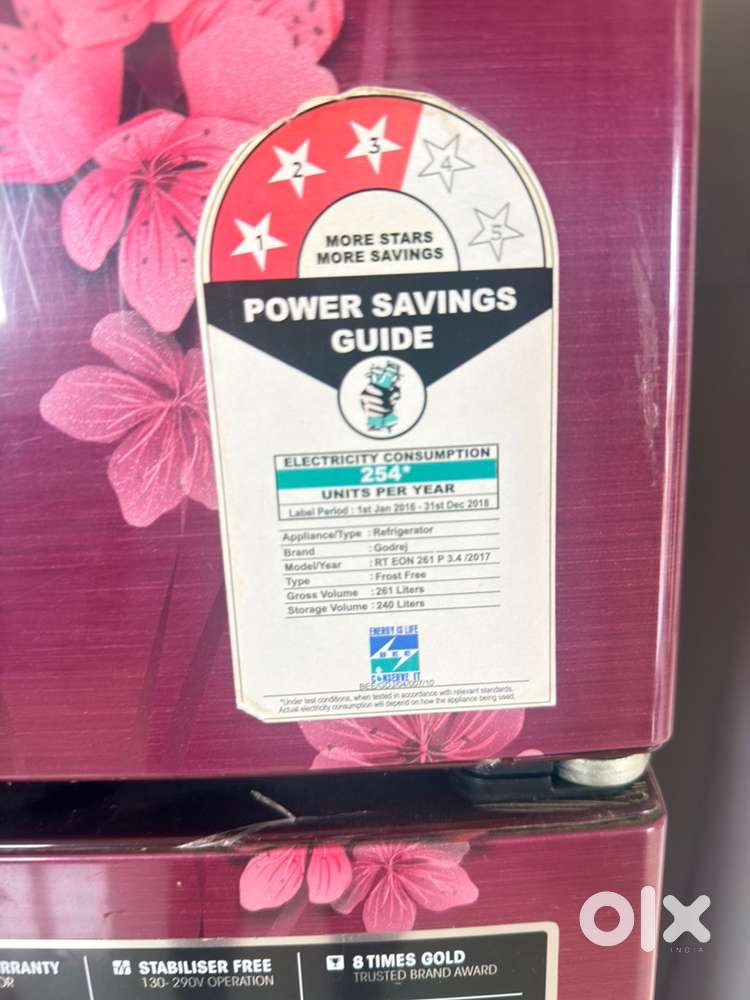 1 2 3 4 5
MORE STARS
MORE SAVINGS
POWER SAVINGS
GUIDE
ELECTRICITY CONSUMPTION
254*
UNITS PER YEAR
Label Period : 1st Jan 2016 - 31st Dec 2018
Appliance/Type : Refrigerator
Brand : Godrej
Model/Year : RT EON 261 P 3.4 /2017
Type : Frost Free
Gross Volume : 261 Liters
Storage Volume : 240 Liters
ENERGY IS LIFE
BEE
CONSERVE IT
*Under test conditions, when tested in accordance with relevant standards.
Actual electricity consumption will depend on how the appliance being used.
STABILISER FREE
130- 290V OPERATION
8 TIMES GOLD
TRUSTED BRAND AWARD
olx
INDIA